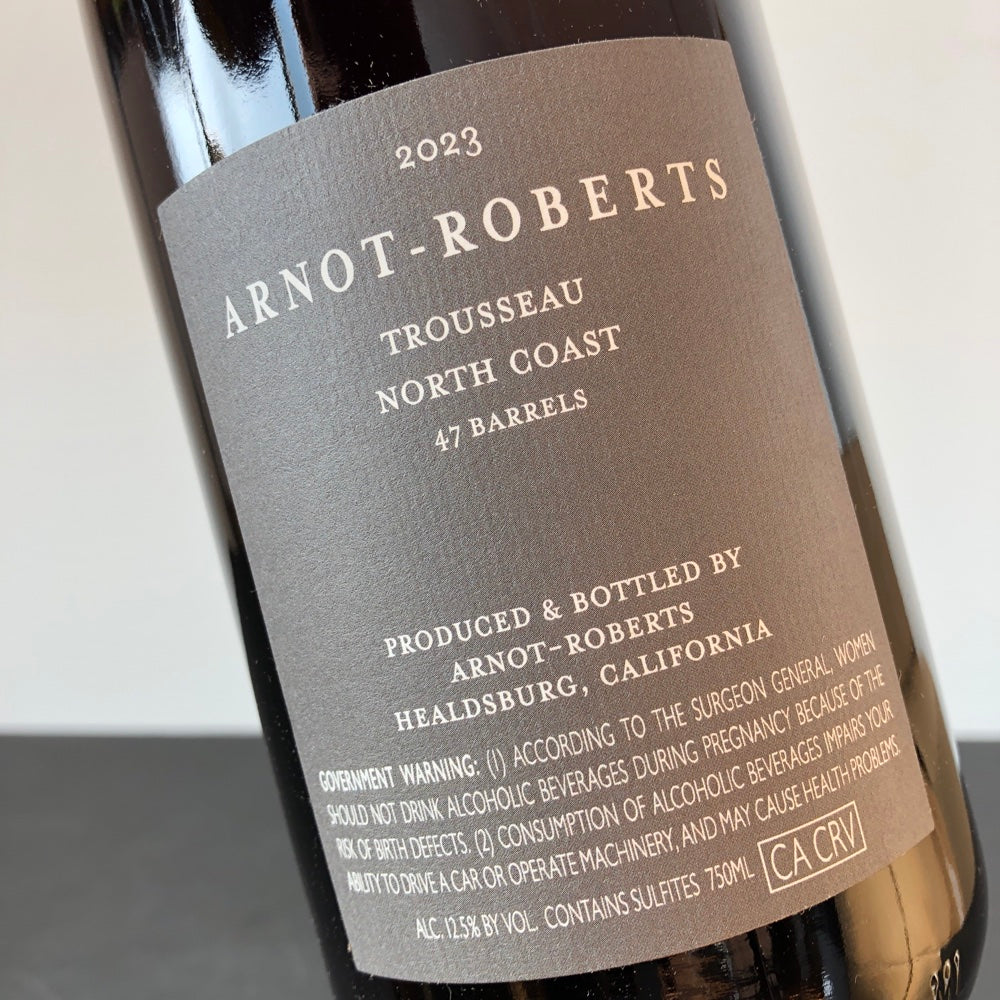 2023
ARNOT-ROBERTS
TROUSSEAU
NORTH COAST
47 BARRELS
PRODUCED & BOTTLED BY
ARNOT-ROBERTS
HEALDSBURG, CALIFORNIA
GOVERNMENT WARNING: (1) ACCORDING TO THE SURGEON GENERAL, WOMEN
SHOULD NOT DRINK ALCOHOLIC BEVERAGES DURING PREGNANCY BECAUSE OF THE
RISK OF BIRTH DEFECTS. (2) CONSUMPTION OF ALCOHOLIC BEVERAGES IMPAIRS YOUR
ABILITY TO DRIVE A CAR OR OPERATE MACHINERY, AND MAY CAUSE HEALTH PROBLEMS.
ALC. 12.5% BY VOL. CONTAINS SULFITES 750ML CA CRV